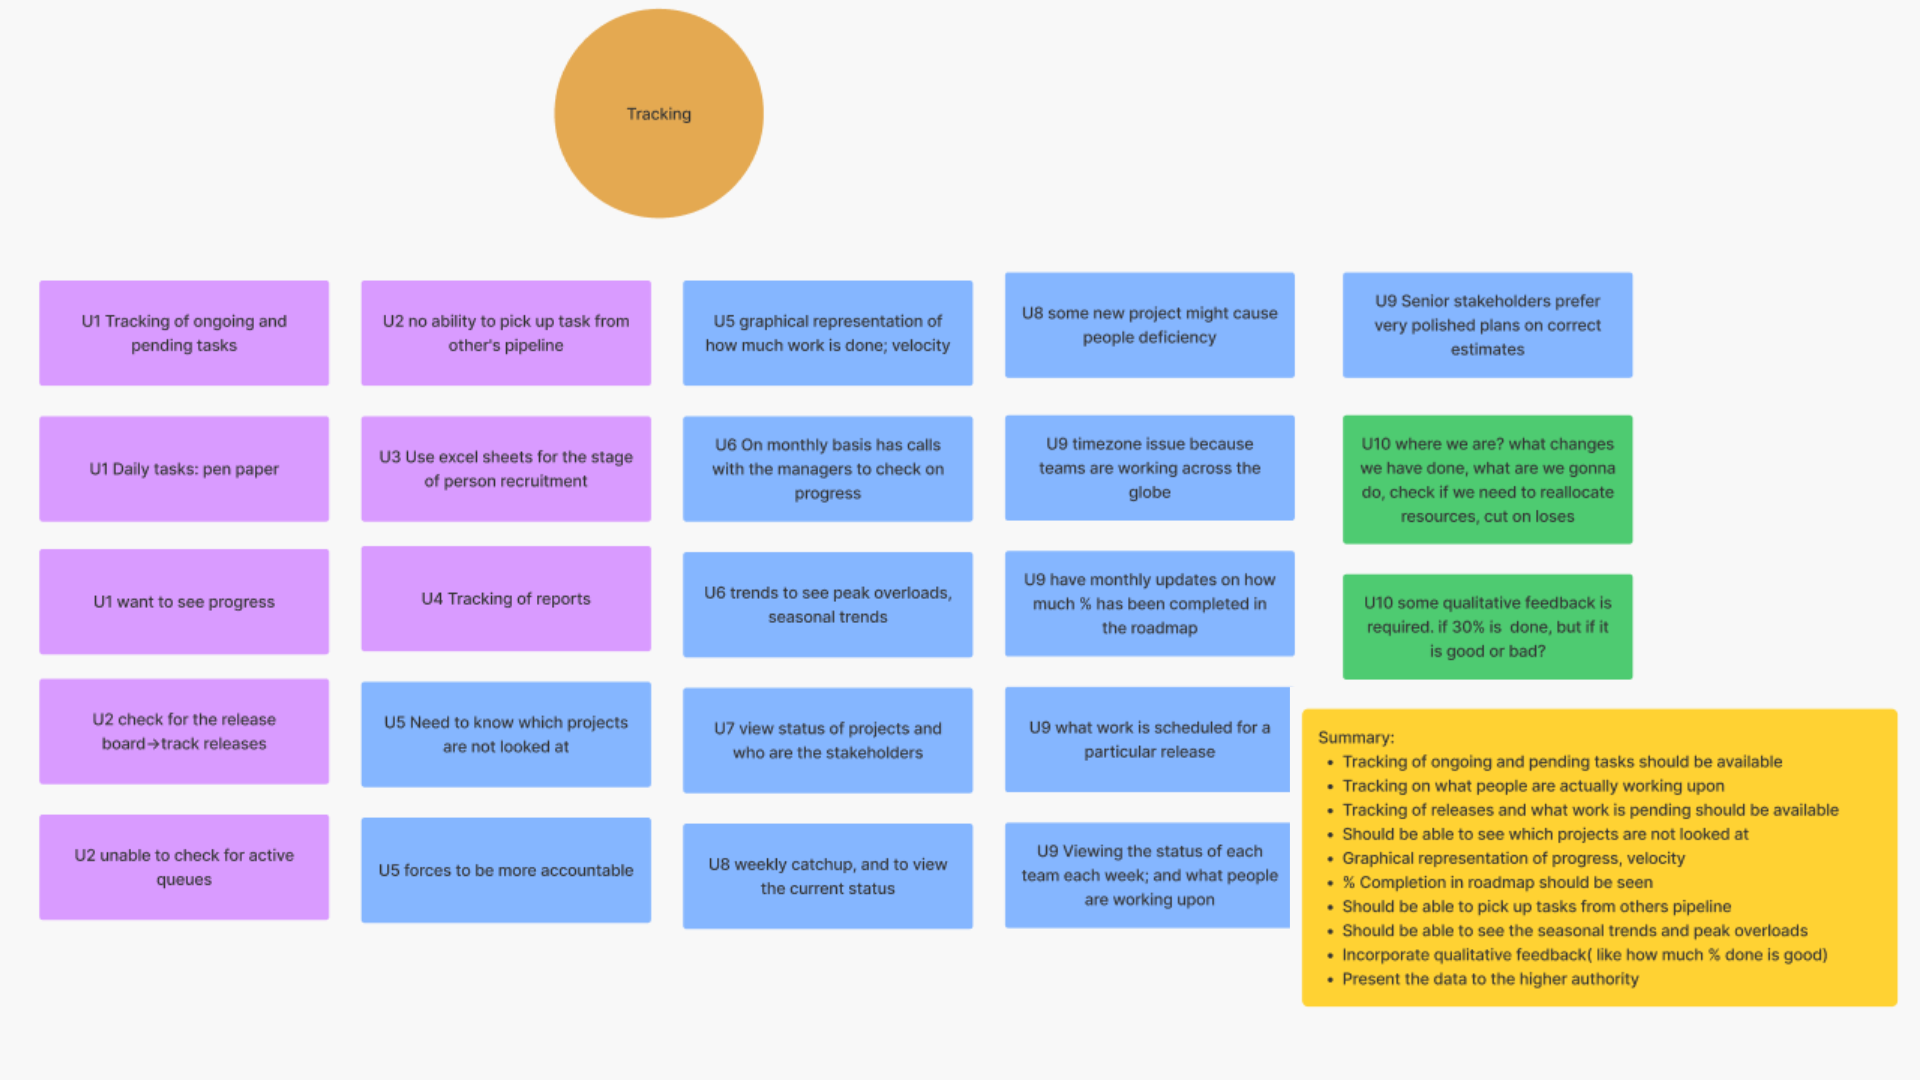 Tracking
U1 Tracking of ongoing and
pending tasks
U1 Daily tasks: pen paper
U1 want to see progress
U2 check for the release
board→track releases
U2 unable to check for active
queues
U2 no ability to pick up task from
other's pipeline
U3 Use excel sheets for the stage
of person recruitment
U4 Tracking of reports
U5 Need to know which projects
are not looked at
U5 forces to be more accountable
U5 graphical representation of
how much work is done; velocity
U6 On monthly basis has calls
with the managers to check on
progress
U6 trends to see peak overloads,
seasonal trends
U7 view status of projects and
who are the stakeholders
U8 weekly catchup, and to view
the current status
U8 some new project might cause
people deficiency
U9 timezone issue because
teams are working across the
globe
U9 have monthly updates on how
much % has been completed in
the roadmap
U9 what work is scheduled for a
particular release
U9 Viewing the status of each
team each week; and what people
are working upon
U9 Senior stakeholders prefer
very polished plans on correct
estimates
U10 where we are? what changes
we have done, what are we gonna
do, check if we need to reallocate
resources, cut on loses
U10 some qualitative feedback is
required. if 30% is  done, but if it
is good or bad?
Summary:
• Tracking of ongoing and pending tasks should be available
• Tracking on what people are actually working upon
• Tracking of releases and what work is pending should be available
• Should be able to see which projects are not looked at
• Graphical representation of progress, velocity
• % Completion in roadmap should be seen
• Should be able to pick up tasks from others pipeline
• Should be able to see the seasonal trends and peak overloads
• Incorporate qualitative feedback( like how much % done is good)
• Present the data to the higher authority